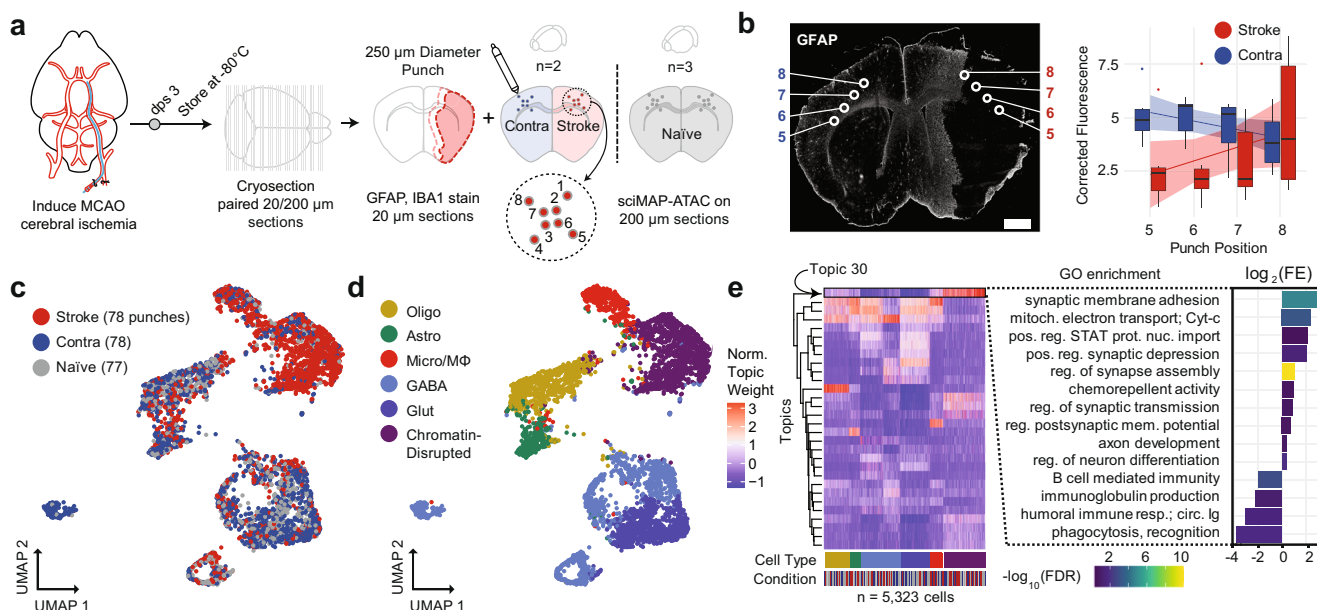 a
Induce MCAO
cerebral ischemia
dps 3
Store at -80°C
Cryosection
paired 20/200 μm
sections
250 μm Diameter
Punch
GFAP, IBA1 stain
20 μm sections
+
n=2
Contra
Stroke
1
8
2
7
6
3
5
4
n=3
Naïve
sciMAP-ATAC on
200 μm sections
b
GFAP
8
7
6
5
8
7
6
5
Stroke
Contra
Corrected Fluorescence
7.5
5
2.5
5 6 7 8
Punch Position
c
Stroke (78 punches)
Contra (78)
Naïve (77)
UMAP 2
UMAP 1
d
Oligo
Astro
Micro/MΦ
GABA
Glut
Chromatin-
Disrupted
UMAP 2
UMAP 1
e
Topic 30
Norm.
Topic
Weight
3
2
1
0
−1
Topics
Cell Type
Condition
n = 5,323 cells
GO enrichment
log2(FE)
synaptic membrane adhesion
mitoch. electron transport; Cyt-c
pos. reg. STAT prot. nuc. import
pos. reg. synaptic depression
reg. of synapse assembly
chemorepellent activity
reg. of synaptic transmission
reg. postsynaptic mem. potential
axon development
reg. of neuron differentiation
B cell mediated immunity
immunoglobulin production
humoral immune resp.; circ. Ig
phagocytosis, recognition
-4 -2 0 2
2 6 10
-log10(FDR)